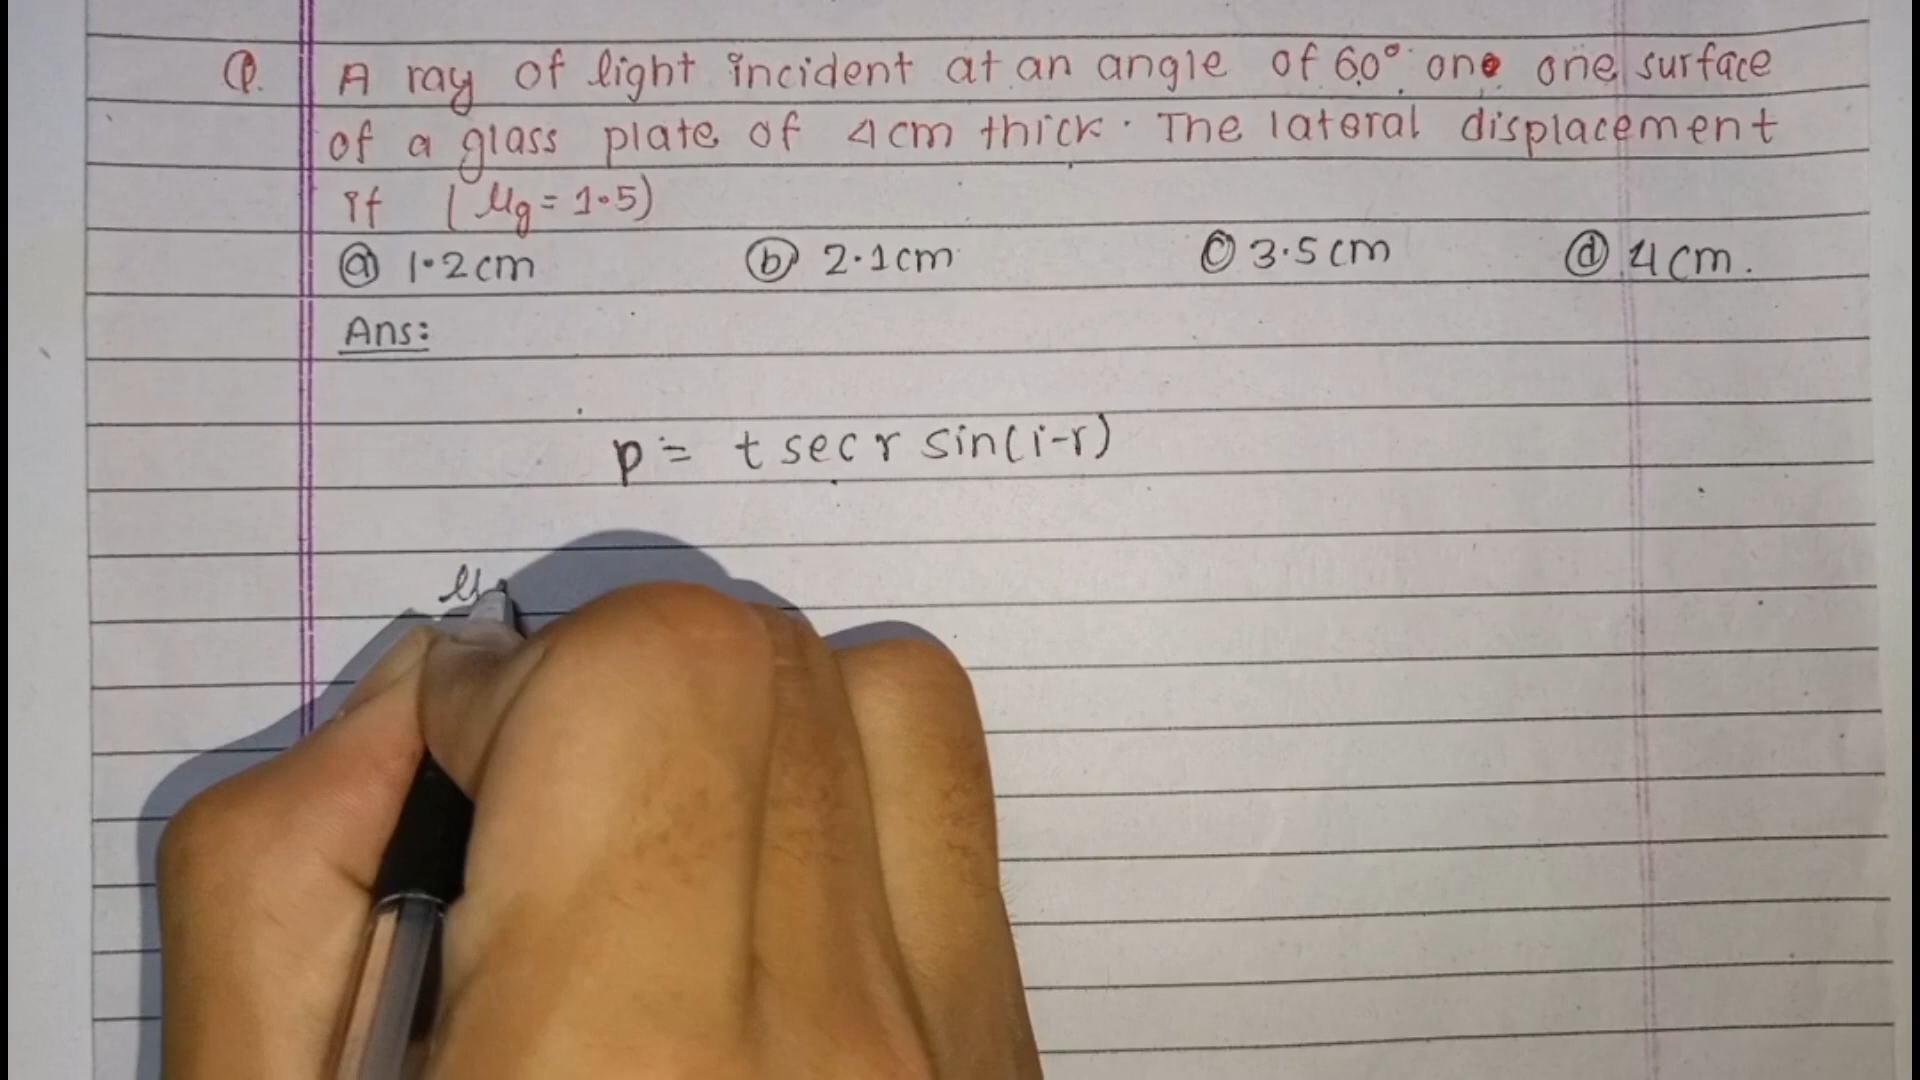 Q. A ray of light incident at an angle of 60° on one surface
of a glass plate of 4cm thick. The lateral displacement
if (μg = 1.5)
(a) 1.2cm (b) 2.1cm (c) 3.5cm (d) 4cm.
Ans:
p = t sec r sin(i-r)
μ